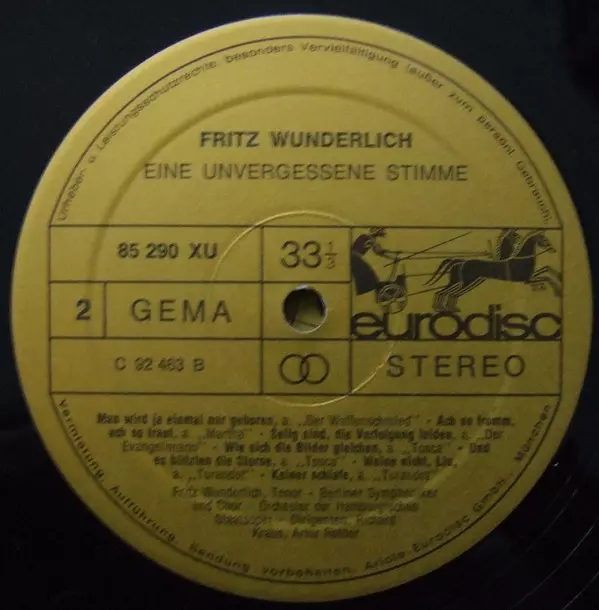 Urheber- u. Leistungsschutzrechte, besonders Vervielfältigung (außer zum persönl. Gebrauch),
FRITZ WUNDERLICH
EINE UNVERGESSENE STIMME
85 290 XU
33 1/3
eurodisc
2
GEMA
C 92 463 B
STEREO
Man wird ja einmal nur geboren, a. „Der Waffenschmied" · Ach so fromm,
ach so traut, a. „Martha" · Selig sind, die Verfolgung leiden, a. „Der
Evangelimann" · Wie sich die Bilder gleichen, a. „Tosca" · Und
es blitzten die Sterne, a. „Tosca" · Weine nicht, Liu,
a. „Turandot" · Keiner schlafe, a. „Turandot"
Fritz Wunderlich, Tenor · Berliner Symphoniker
und Chor · Orchester der Hamburgischen
Staatsoper · Dirigenten: Richard
Kraus, Artur Rother
Vermietung, Aufführung, Sendung vorbehalten. Ariola-Eurodisc GmbH, München